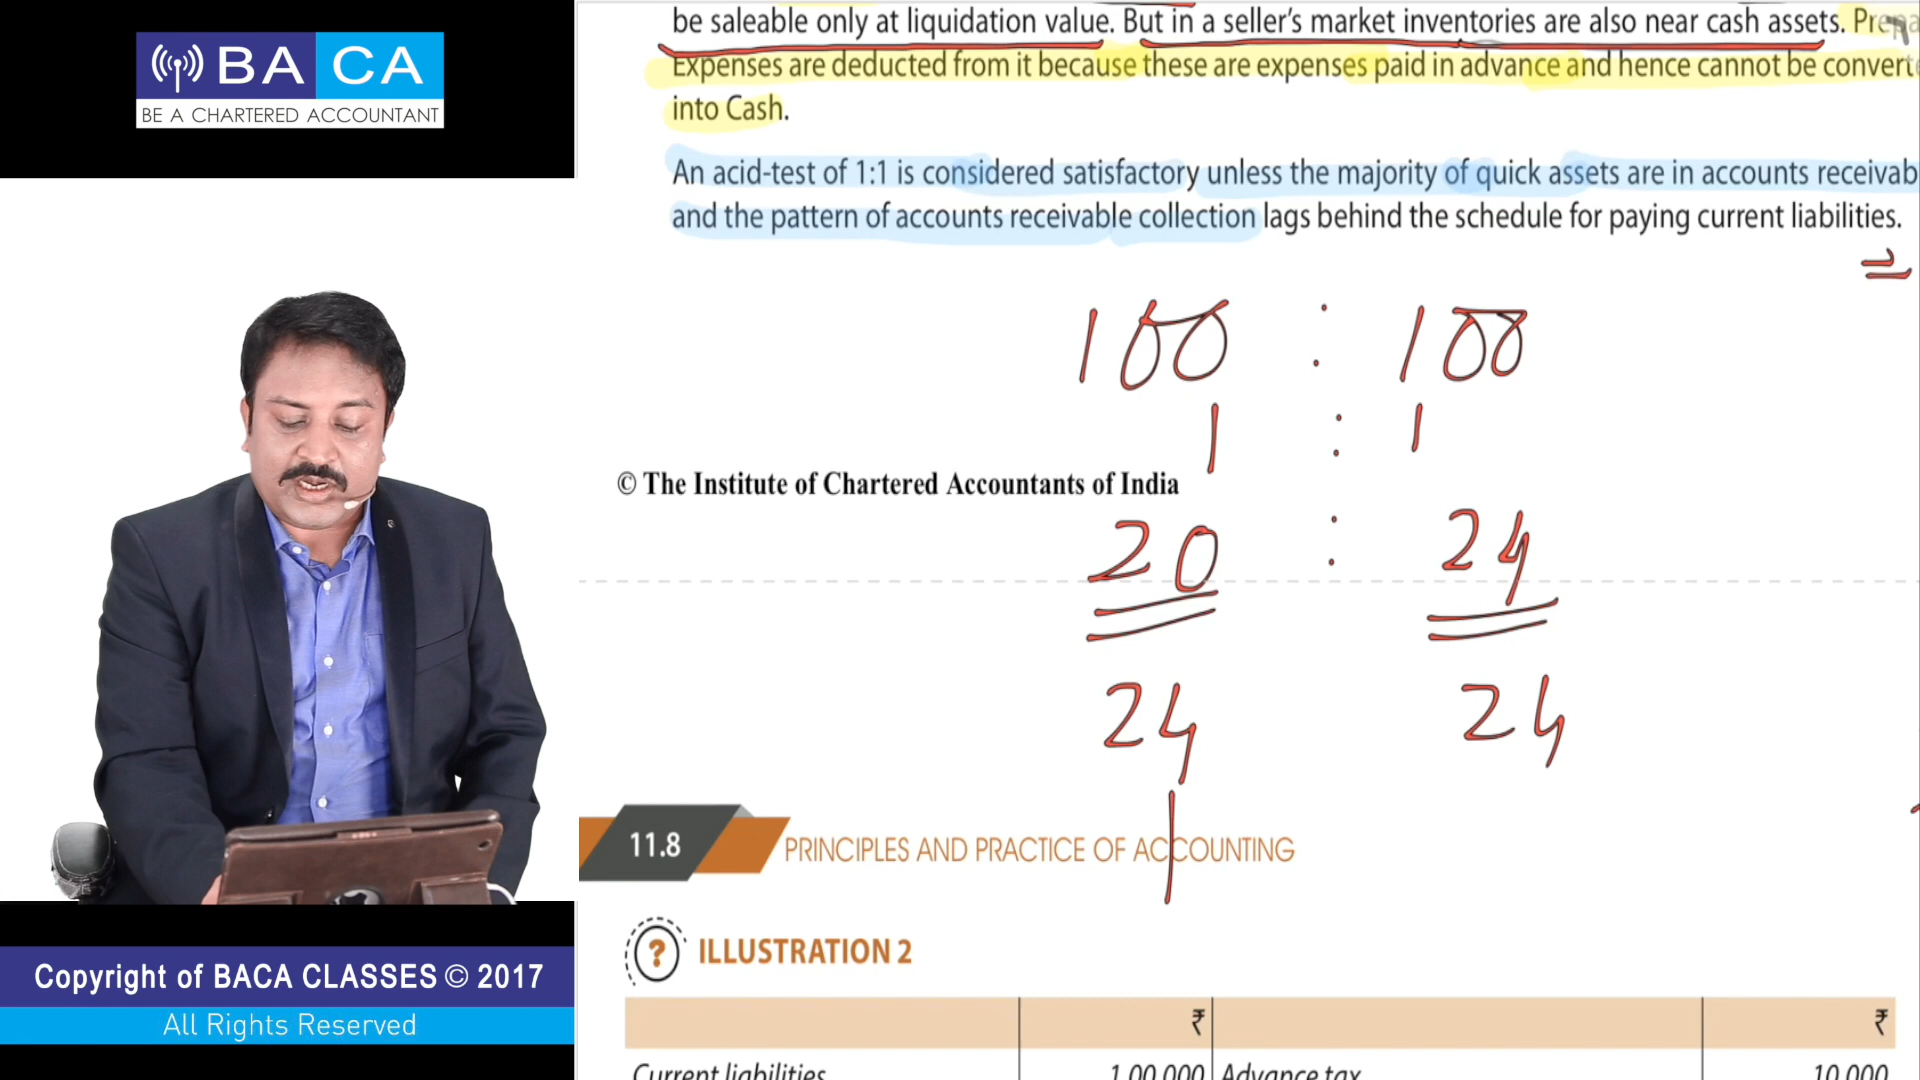 BA CA
BE A CHARTERED ACCOUNTANT
be saleable only at liquidation value. But in a seller's market inventories are also near cash assets.
Expenses are deducted from it because these are expenses paid in advance and hence cannot be
into Cash.
An acid-test of 1:1 is considered satisfactory unless the majority of quick assets are in accounts
and the pattern of accounts receivable collection lags behind the schedule for paying current liabilities.
100 : 100
1 : 1
© The Institute of Chartered Accountants of India
20 : 24
24 24
11.8 PRINCIPLES AND PRACTICE OF ACCOUNTING
? ILLUSTRATION 2
₹ ₹
Current liabilities 1,00,000 Advance tax 10,000
Copyright of BACA CLASSES © 2017
All Rights Reserved